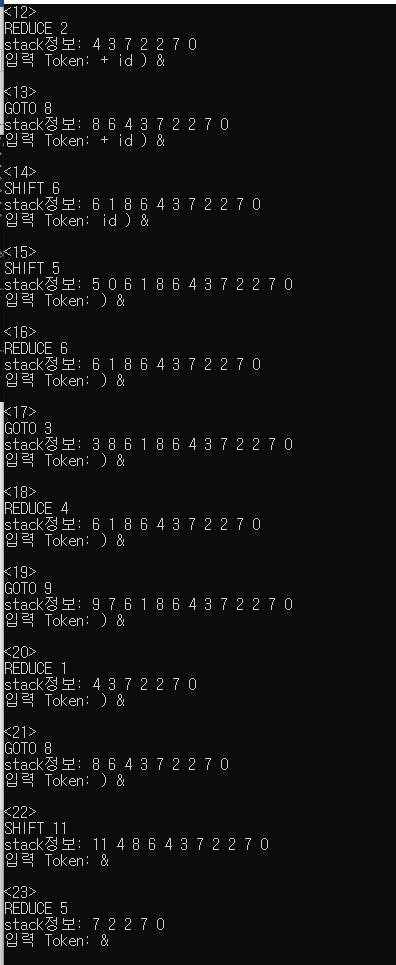 <12>
REDUCE 2
stack정보: 4 3 7 2 2 7 0
입력 Token: + id ) &
<13>
GOTO 8
stack정보: 8 6 4 3 7 2 2 7 0
입력 Token: + id ) &
<14>
SHIFT 6
stack정보: 6 1 8 6 4 3 7 2 2 7 0
입력 Token: id ) &
<15>
SHIFT 5
stack정보: 5 0 6 1 8 6 4 3 7 2 2 7 0
입력 Token: ) &
<16>
REDUCE 6
stack정보: 6 1 8 6 4 3 7 2 2 7 0
입력 Token: ) &
<17>
GOTO 3
stack정보: 3 8 6 1 8 6 4 3 7 2 2 7 0
입력 Token: ) &
<18>
REDUCE 4
stack정보: 6 1 8 6 4 3 7 2 2 7 0
입력 Token: ) &
<19>
GOTO 9
stack정보: 9 7 6 1 8 6 4 3 7 2 2 7 0
입력 Token: ) &
<20>
REDUCE 1
stack정보: 4 3 7 2 2 7 0
입력 Token: ) &
<21>
GOTO 8
stack정보: 8 6 4 3 7 2 2 7 0
입력 Token: ) &
<22>
SHIFT 11
stack정보: 11 4 8 6 4 3 7 2 2 7 0
입력 Token: &
<23>
REDUCE 5
stack정보: 7 2 2 7 0
입력 Token: &